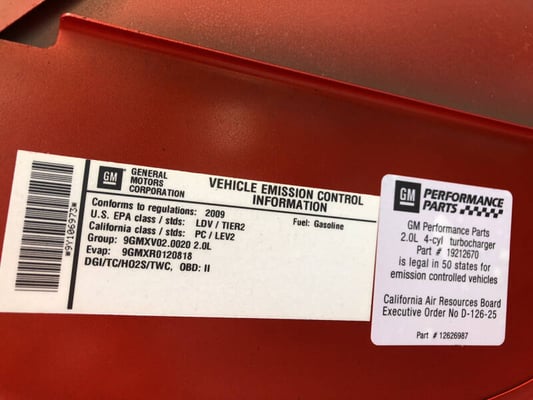 *9Y106973*
GM
GENERAL
MOTORS
CORPORATION
VEHICLE EMISSION CONTROL
INFORMATION
Conforms to regulations: 2009
Fuel: Gasoline
U.S. EPA class / stds: LDV / TIER2
California class / stds: PC / LEV2
Group: 9GMXV02.0020 2.0L
Evap: 9GMXR0120818
DGI/TC/HO2S/TWC, OBD: II
GM
PERFORMANCE
PARTS
GM Performance Parts
2.0L 4-cyl turbocharger
Part # 19212670
is legal in 50 states for
emission controlled vehicles
California Air Resources Board
Executive Order No D-126-25
Part # 12626987